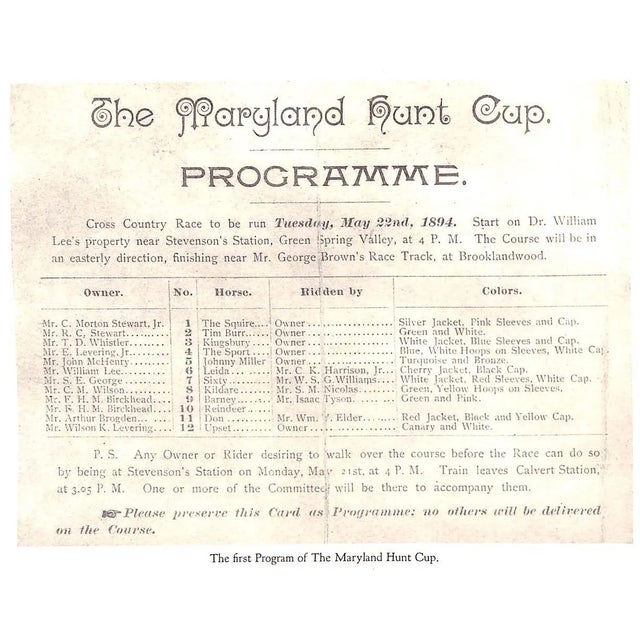 The Maryland Hunt Cup.
PROGRAMME.
Cross Country Race to be run Tuesday, May 22nd, 1894. Start on Dr. William
Lee's property near Stevenson's Station, Green Spring Valley, at 4 P. M. The Course will be in
an easterly direction, finishing near Mr. George Brown's Race Track, at Brooklandwood.
Owner. No. Horse. Ridden by Colors.
Mr. C. Morton Stewart, Jr. 1 The Squire.... Owner.................. Silver Jacket, Pink Sleeves and Cap.
Mr. R. C. Stewart......... 2 Tim Burr..... Owner.................. Green and White.
Mr. T. D. Whistler........ 3 Kingsbury.... Owner.................. White Jacket, Blue Sleeves and Cap.
Mr. E. Levering, Jr....... 4 The Sport.... Owner.................. Blue, White Hoops on Sleeves, White Cap.
Mr. John McHenry...... 5 Johnny Miller Owner.................. Turquoise and Bronze.
Mr. William Lee......... 6 Leida........ Mr. C K. Harrison, Jr... Cherry Jacket, Black Cap.
Mr. S. E. George......... 7 Sixty........ Mr. W. S. G. Williams.... White Jacket, Red Sleeves, White Cap.
Mr. C. M. Wilson........ 8 Kildare...... Mr. S. M. Nicolas........ Green, Yellow Hoops on Sleeves.
Mr. F. H. M. Birckhead... 9 Barney...... Mr. Isaac Tyson......... Green and Pink.
Mr. F. H. M. Birckhead.... 10 Reindeer.....
Mr. Arthur Brogden..... 11 Don......... Mr. Wm. Y. Elder........ Red Jacket, Black and Yellow Cap.
Mr. Wilson K. Levering.... 12 Upset........ Owner.................. Canary and White.
P. S. Any Owner or Rider desiring to walk over the course before the Race can do so
by being at Stevenson's Station on Monday, May 21st, at 4 P. M. Train leaves Calvert Station,
at 3.05 P. M. One or more of the Committee will be there to accompany them.
☞Please preserve this Card as Programme; no others will be delivered
on the Course.
The first Program of The Maryland Hunt Cup.